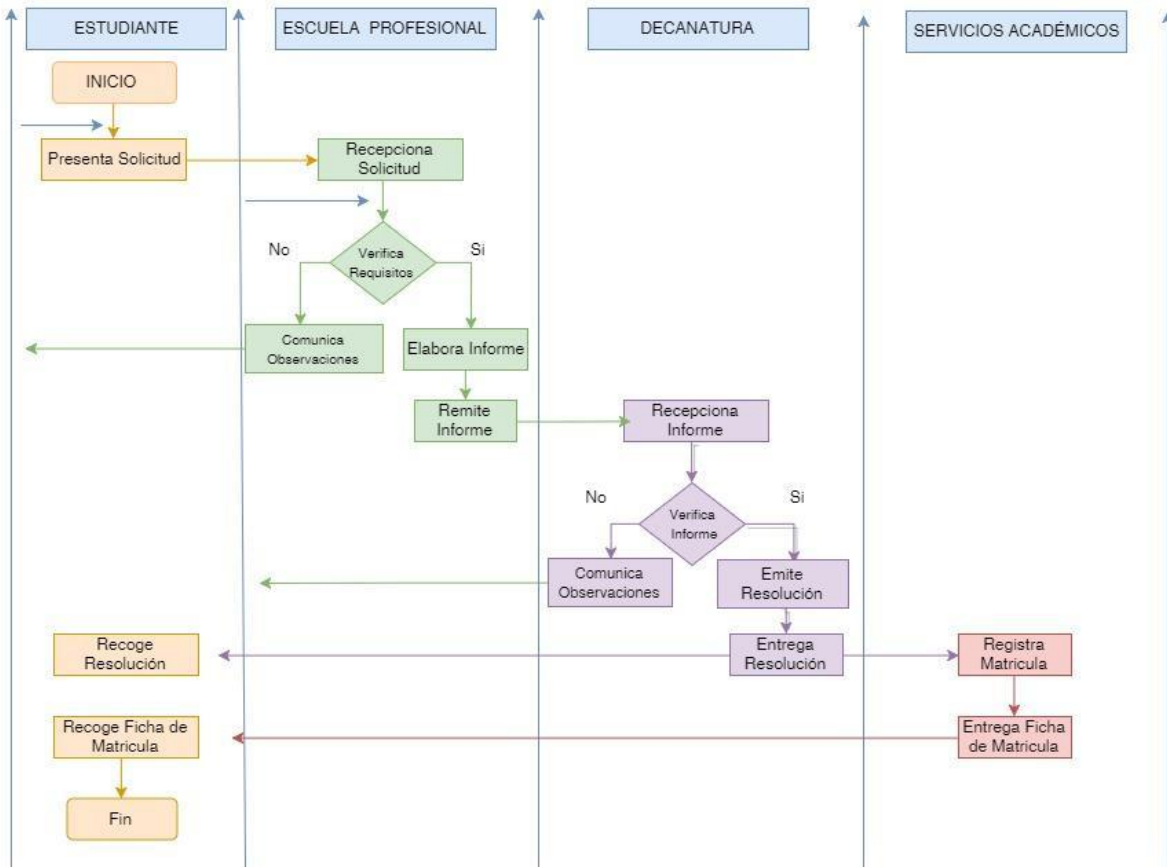 ESTUDIANTE
ESCUELA PROFESIONAL
DECANATURA
SERVICIOS ACADÉMICOS
INICIO
Presenta Solicitud
Recepciona
Solicitud
No
Si
Verifica
Requisitos
Comunica
Observaciones
Elabora Informe
Remite
Informe
Recepciona
Informe
No
Si
Verifica
Informe
Comunica
Observaciones
Emite
Resolución
Recoge
Resolución
Entrega
Resolución
Registra
Matricula
Recoge Ficha de
Matricula
Entrega Ficha
de Matricula
Fin